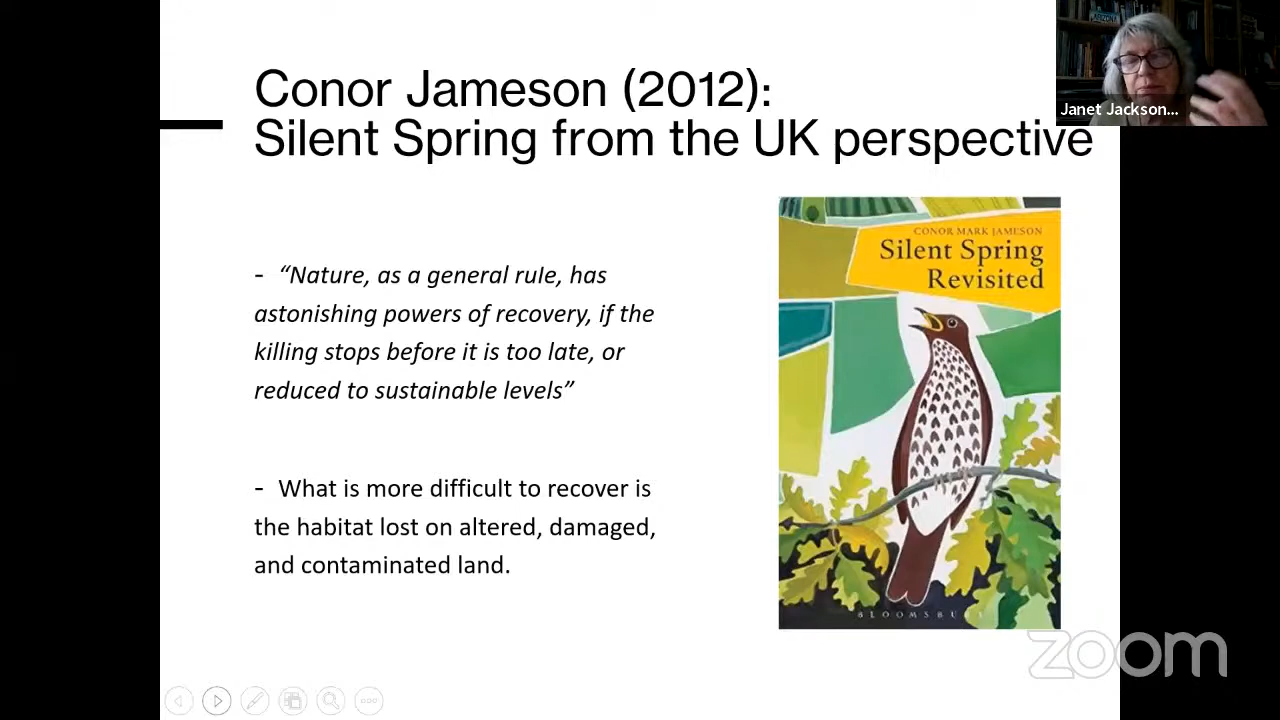 Conor Jameson (2012):
Silent Spring from the UK perspective
ARIZONA
Janet Jackson...
- “Nature, as a general rule, has
astonishing powers of recovery, if the
killing stops before it is too late, or
reduced to sustainable levels”
- What is more difficult to recover is
the habitat lost on altered, damaged,
and contaminated land.
CONOR MARK JAMESON
Silent Spring
Revisited
BLOOMSBURY
zoom